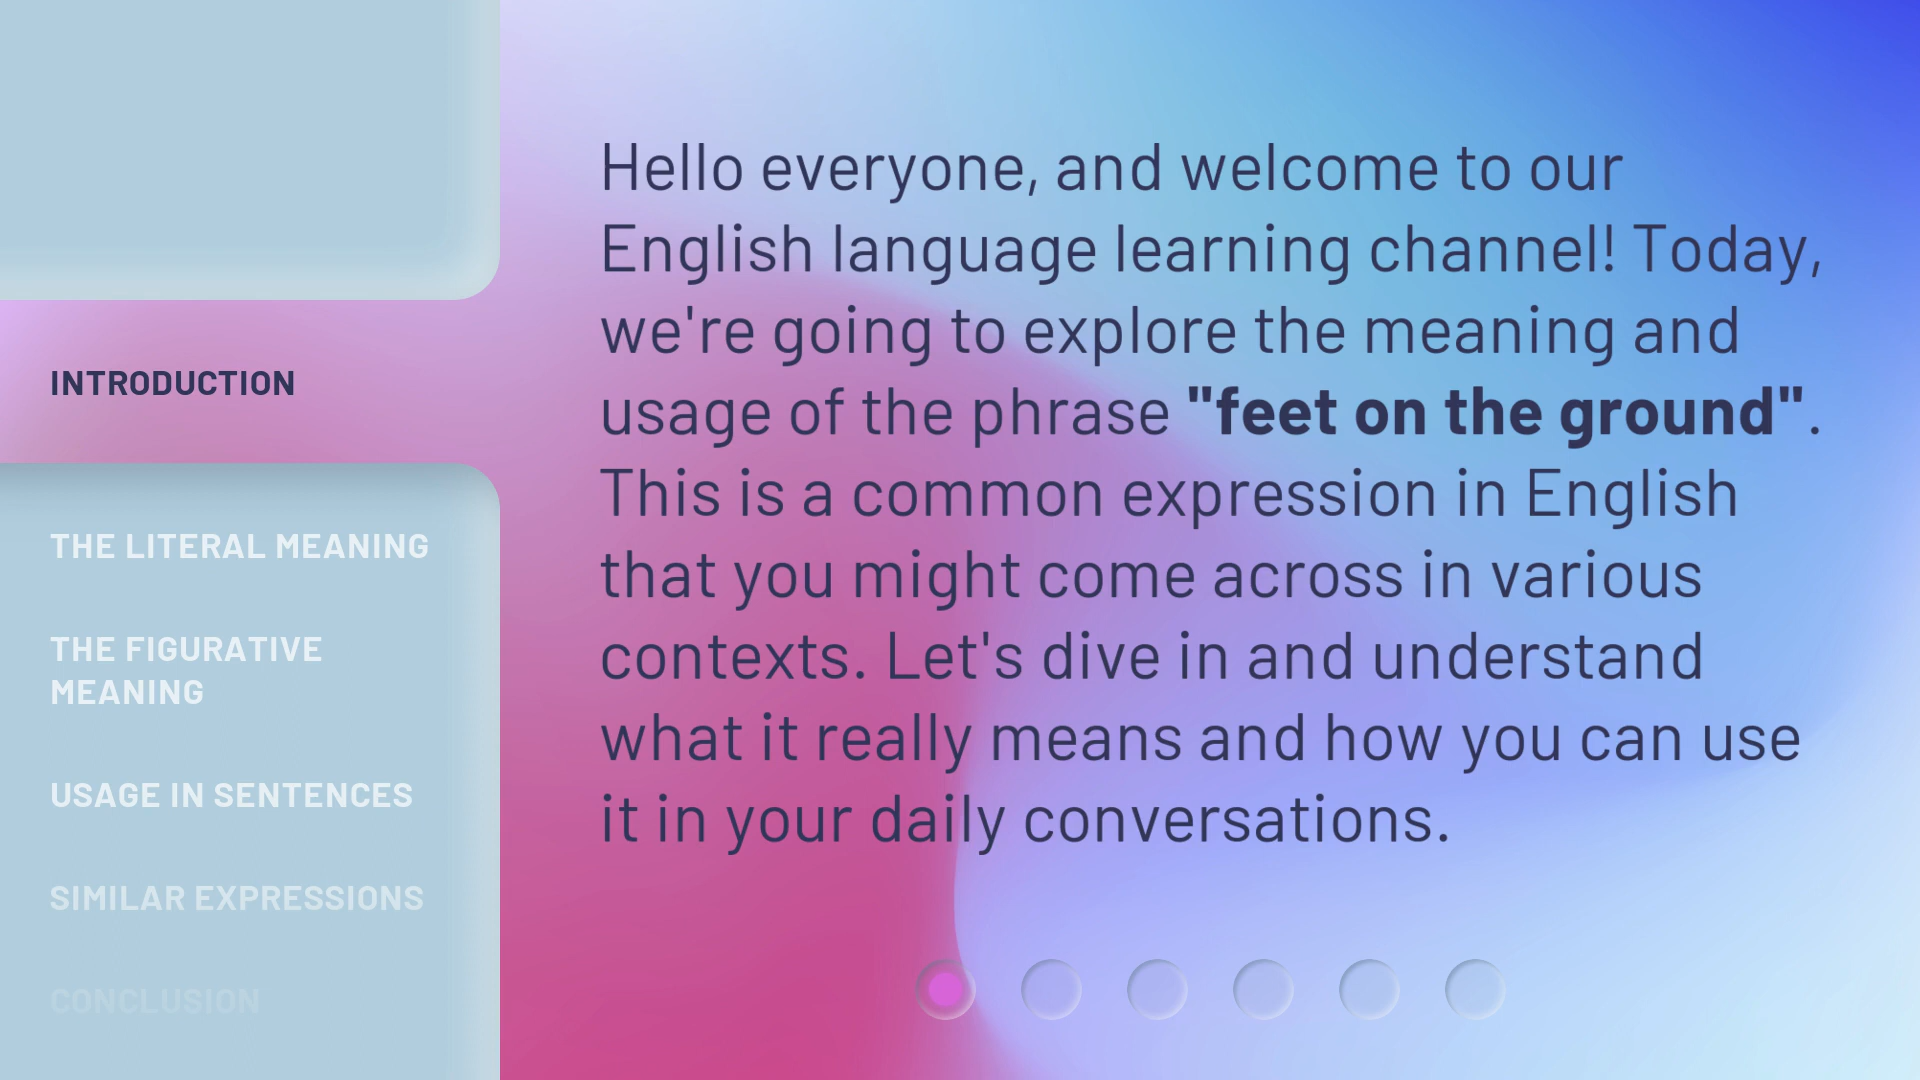 INTRODUCTION
THE LITERAL MEANING
THE FIGURATIVE
MEANING
USAGE IN SENTENCES
SIMILAR EXPRESSIONS
CONCLUSION
Hello everyone, and welcome to our
English language learning channel! Today,
we're going to explore the meaning and
usage of the phrase "feet on the ground".
This is a common expression in English
that you might come across in various
contexts. Let's dive in and understand
what it really means and how you can use
it in your daily conversations.